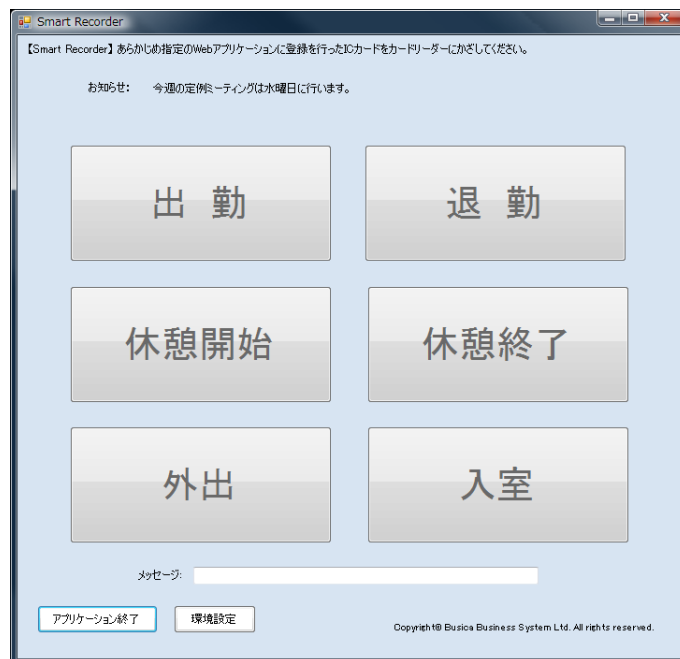 Smart Recorder
【Smart Recorder】あらかじめ指定のWebアプリケーションに登録を行ったICカードをカードリーダーにかざしてください。
お知らせ: 今週の定例ミーティングは水曜日に行います。
出 勤 退 勤
休憩開始 休憩終了
外出 入室
メッセージ:
アプリケーション終了 環境設定 Copyright® Busica Business System Ltd. All rights reserved.